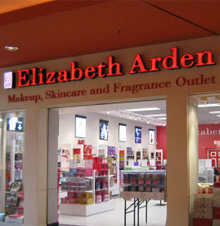 Elizabeth Arden
Makeup, Skincare and Fragrance Outlet